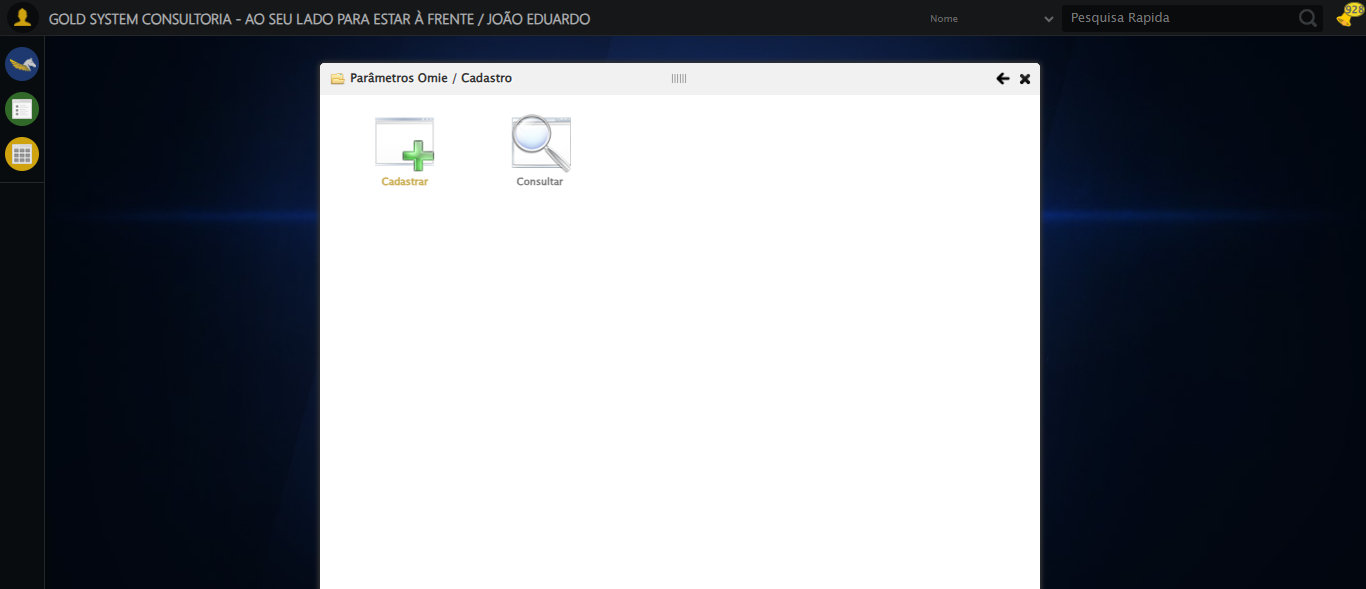 GOLD SYSTEM CONSULTORIA - AO SEU LADO PARA ESTAR À FRENTE / JOÃO EDUARDO
Nome
Pesquisa Rapida
928
Parâmetros Omie / Cadastro
Cadastrar
Consultar